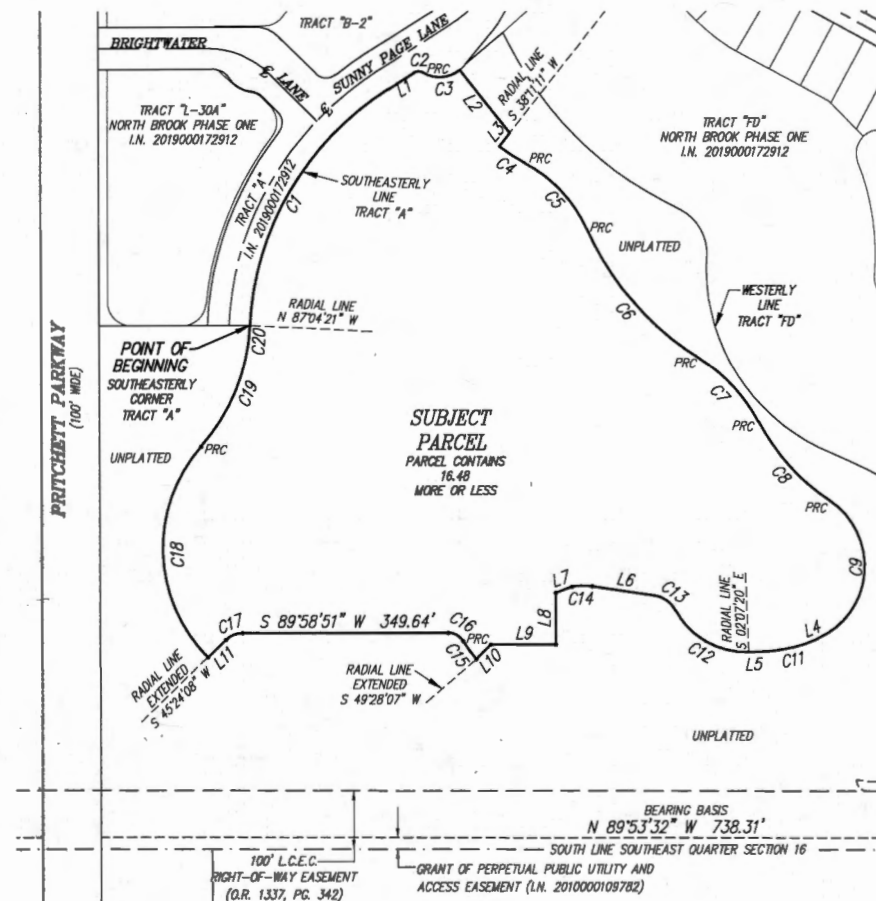 TRACT "B-2"
BRIGHTWATER
LANE
SUNNY PAGE LANE
C2
PRC
C3
L1
L2
RADIAL LINE
S 38°11'11" W
L3
C4
TRACT "L-30A"
NORTH BROOK PHASE ONE
I.N. 2019000172912
TRACT "FD"
NORTH BROOK PHASE ONE
I.N. 2019000172912
TRACT "A"
I.N. 2019000172912
C1
SOUTHEASTERLY
LINE
TRACT "A"
C5
PRC
UNPLATTED
WESTERLY
LINE
TRACT "FD"
RADIAL LINE
N 87°04'21" W
C6
PRC
POINT OF
BEGINNING
SOUTHEASTERLY
CORNER
TRACT "A"
C20
C19
PRC
UNPLATTED
PRITCHETT PARKWAY
(100' WIDE)
C7
PRC
SUBJECT
PARCEL
PARCEL CONTAINS
16.48
MORE OR LESS
C8
PRC
C9
C18
L7
C14
L6
C13
RADIAL LINE
S 02°07'20" E
L4
C17
S 89°58'51" W 349.64'
C16
PRC
L9
L8
C12
L5
C11
L11
C15
L10
RADIAL LINE
EXTENDED
S 45°24'08" W
RADIAL LINE
EXTENDED
S 49°28'07" W
UNPLATTED
BEARING BASIS
N 89°53'32" W 738.31'
SOUTH LINE SOUTHEAST QUARTER SECTION 16
100' L.C.E.C.
RIGHT-OF-WAY EASEMENT
(O.R. 1337, PG. 342)
GRANT OF PERPETUAL PUBLIC UTILITY AND
ACCESS EASEMENT (I.N. 2010000109782)